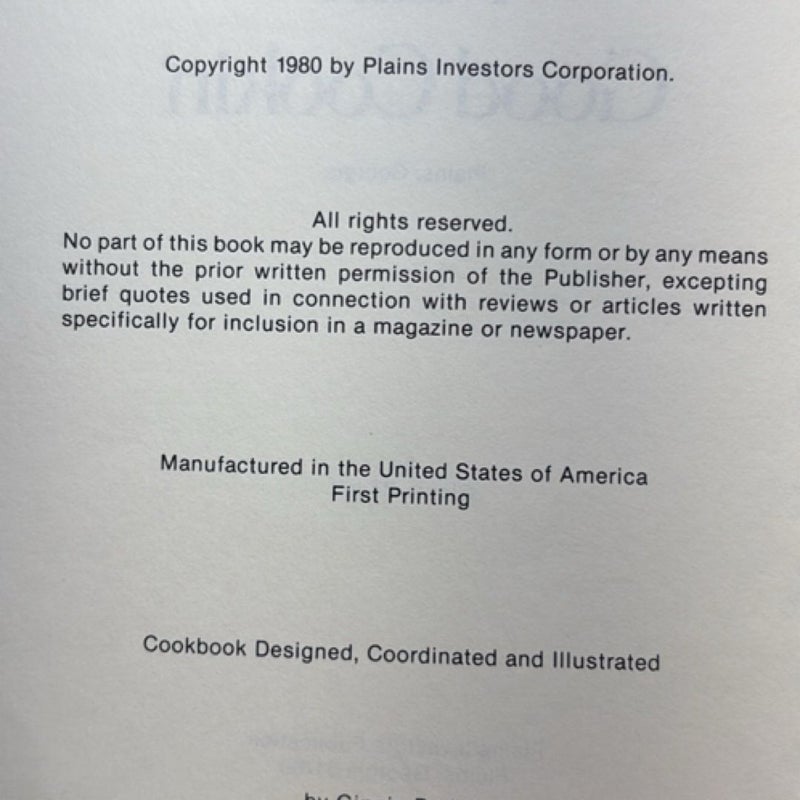 Copyright 1980 by Plains Investors Corporation.
All rights reserved.
No part of this book may be reproduced in any form or by any means
without the prior written permission of the Publisher, excepting
brief quotes used in connection with reviews or articles written
specifically for inclusion in a magazine or newspaper.
Manufactured in the United States of America
First Printing
Cookbook Designed, Coordinated and Illustrated
by